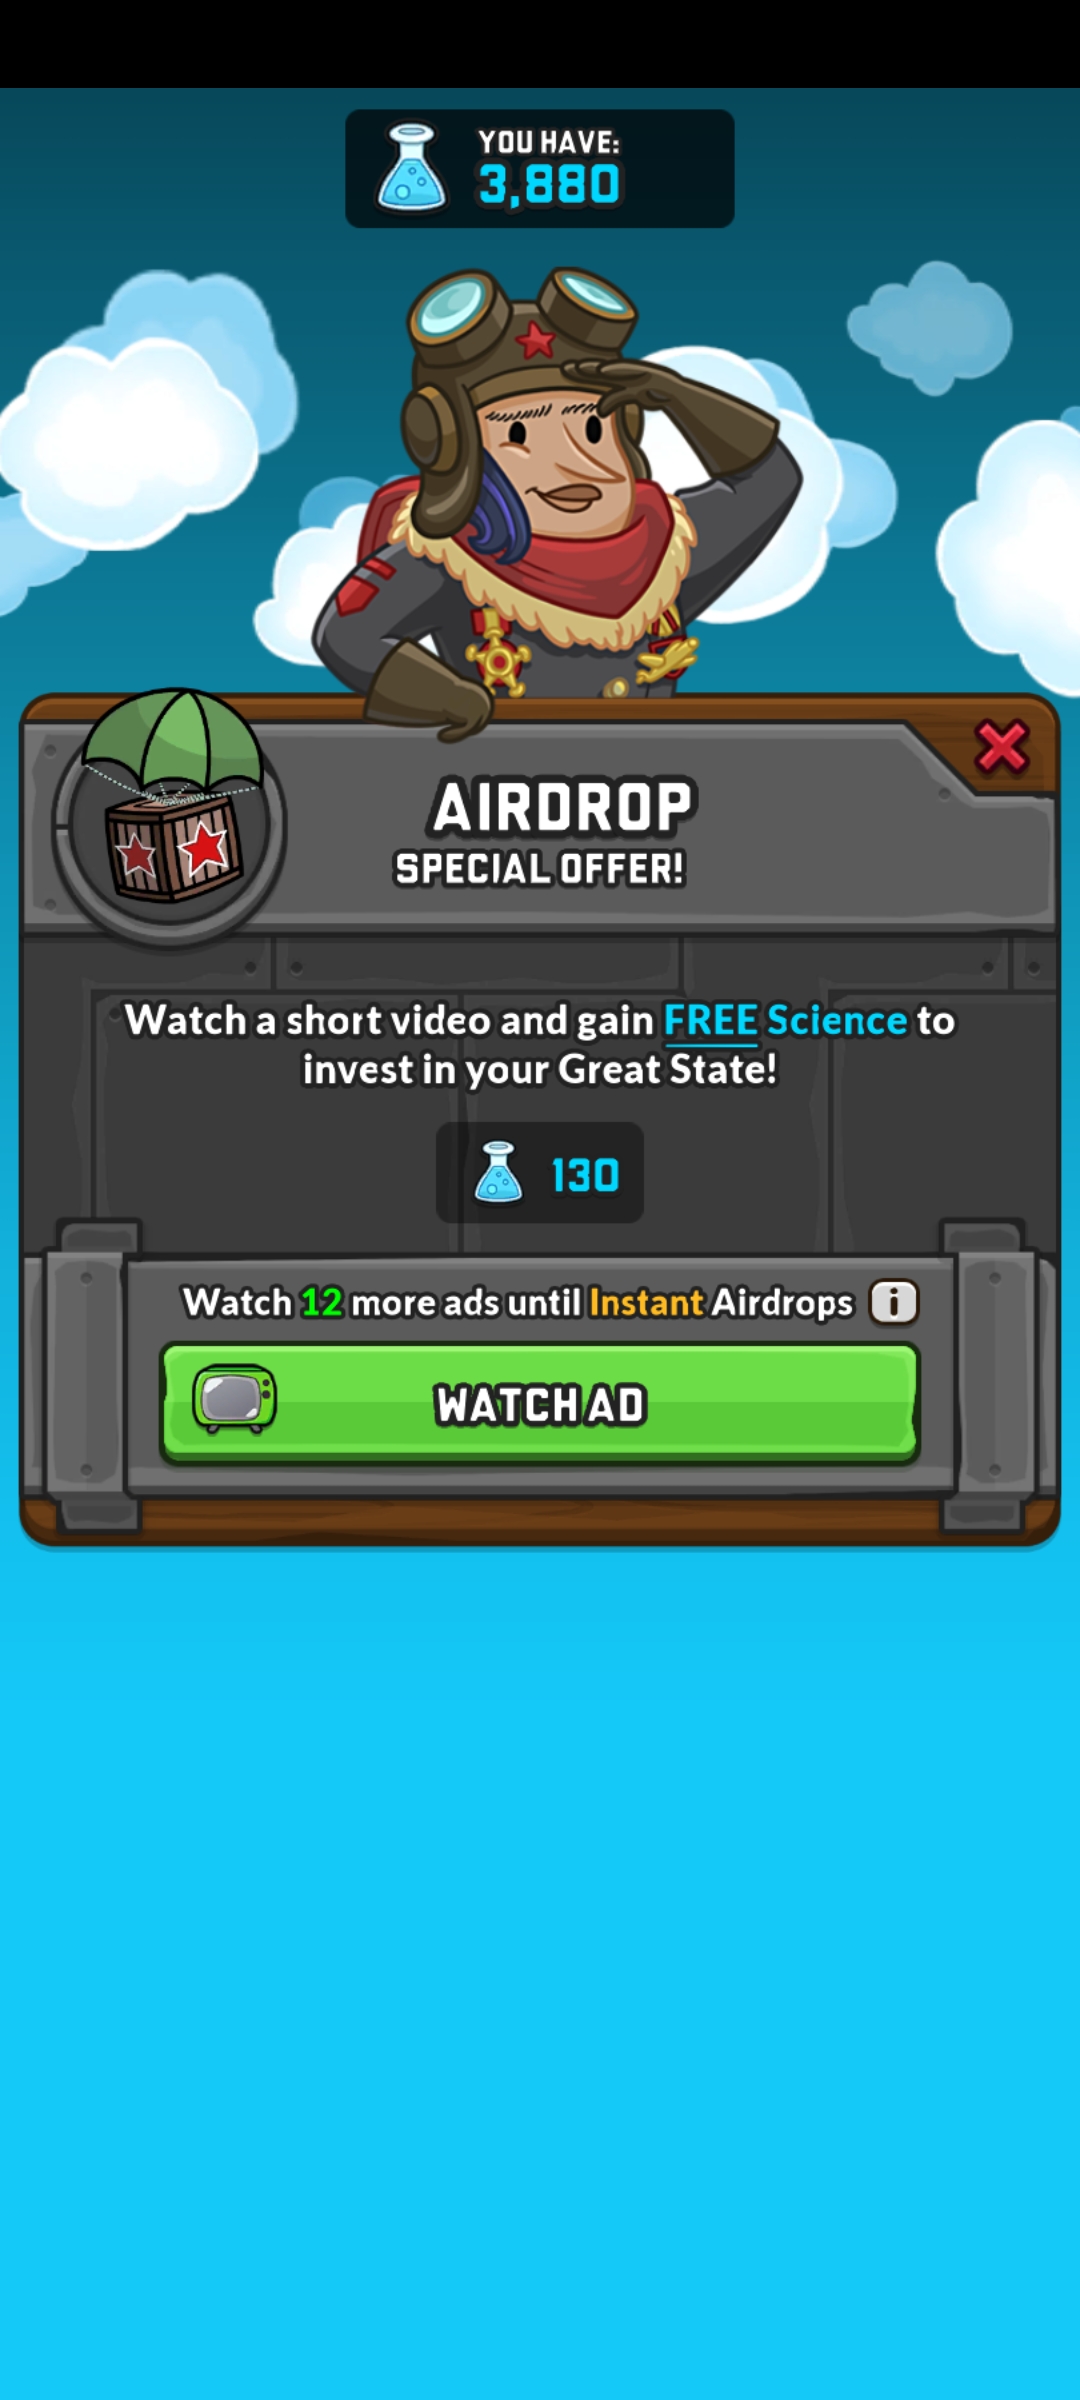 YOU HAVE:
3,880
AIRDROP
SPECIAL OFFER!
Watch a short video and gain FREE Science to
invest in your Great State!
130
Watch 12 more ads until Instant Airdrops i
WATCH AD